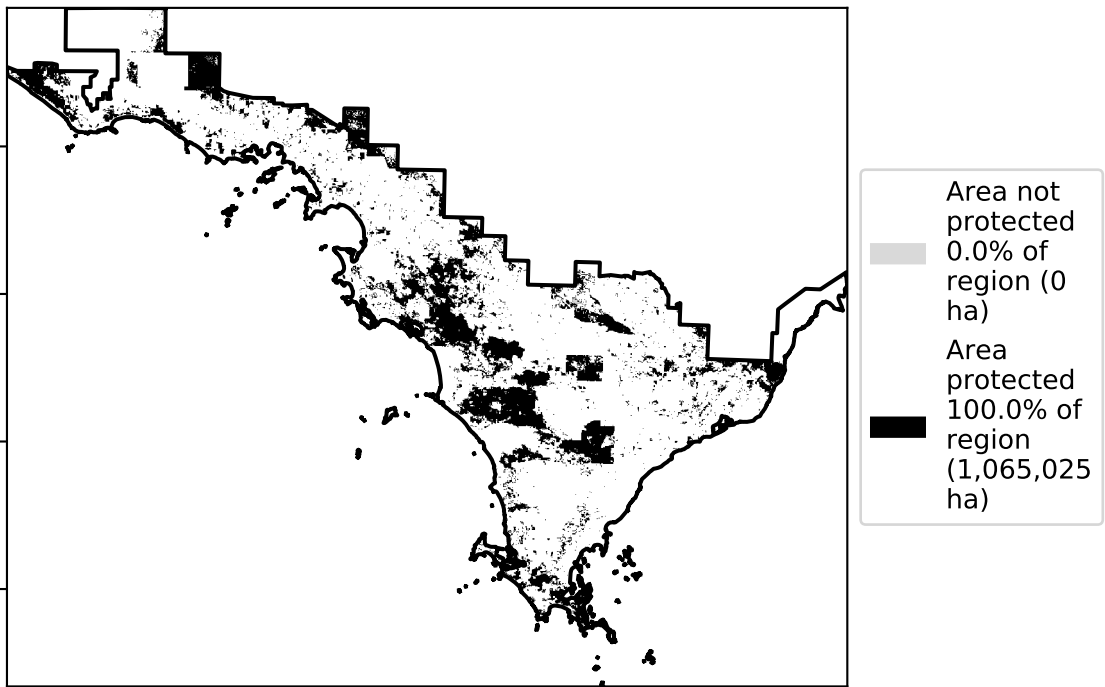 Area not
protected
0.0% of
region (0
ha)
Area
protected
100.0% of
region
(1,065,025
ha)